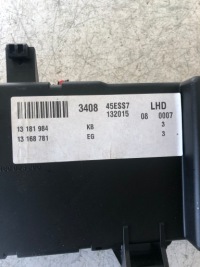 3408 45ESS7 LHD
132015 08 0007
13 181 984 KB 3
13 168 781 EG 3